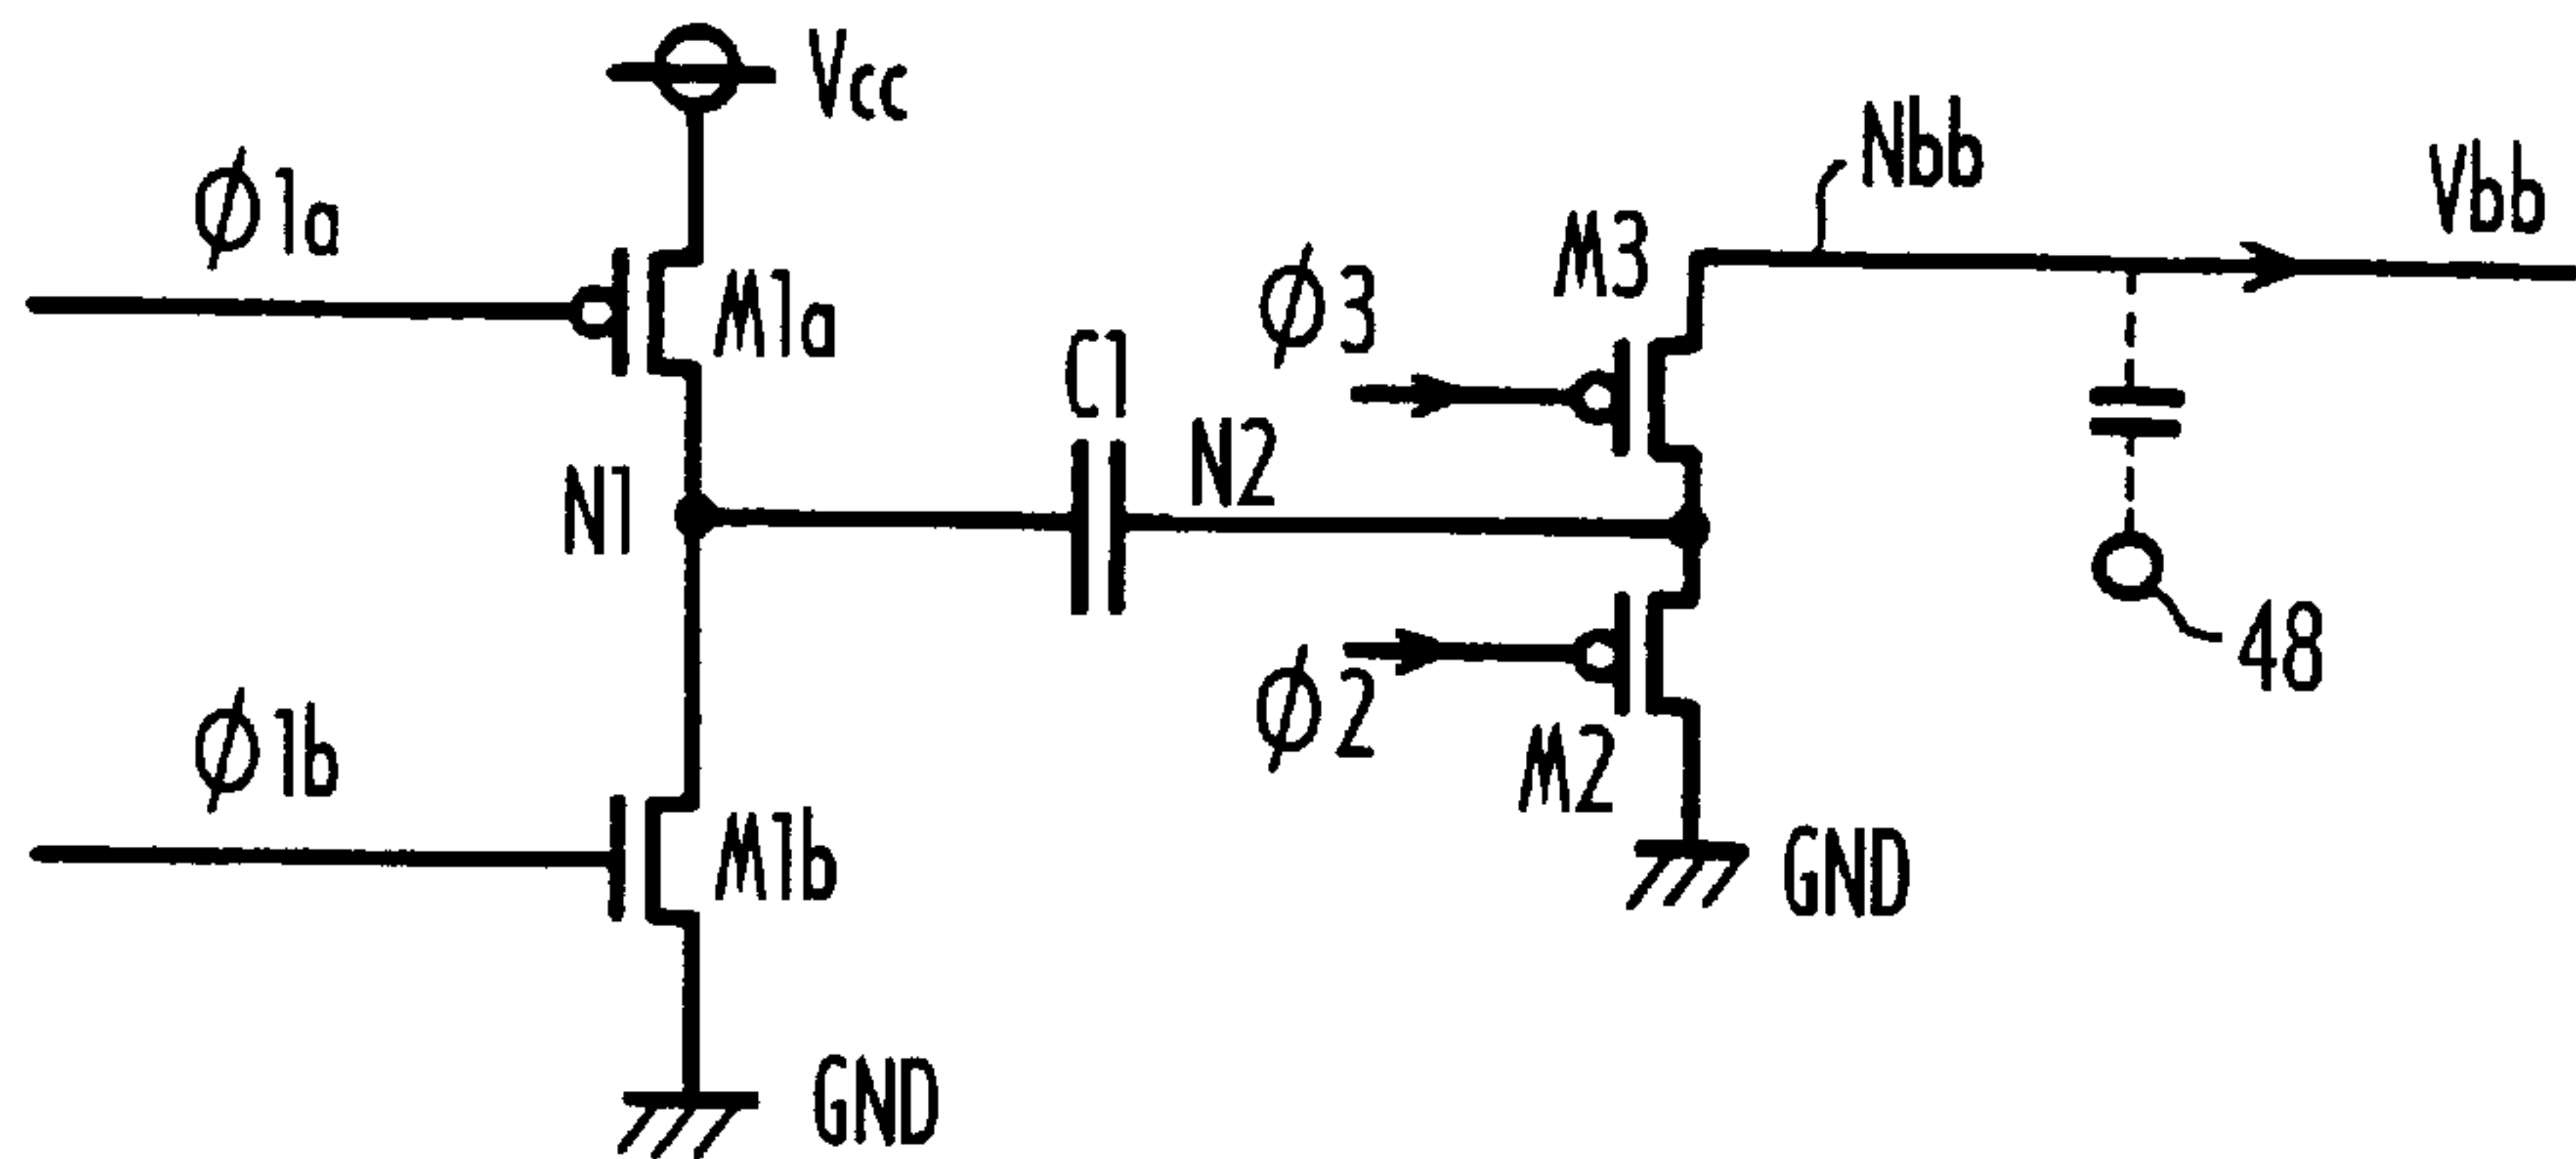 Vcc
Nbb
Vbb
φ1a
M3
M1a
φ3
C1
N2
N1
48
φ2
φ1b
M2
M1b
GND
GND